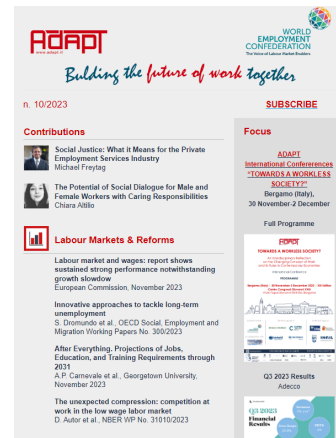 ADAPT
www.adapt.it
WORLD
EMPLOYMENT
CONFEDERATION
The Voice of Labour Market Enablers
Bulding the future of work together
n. 10/2023
SUBSCRIBE
Contributions
Social Justice: What it Means for the Private
Employment Services Industry
Michael Freytag
The Potential of Social Dialogue for Male and
Female Workers with Caring Responsibilities
Chiara Altilio
Labour Markets & Reforms
Labour market and wages: report shows
sustained strong performance notwithstanding
growth slowdown
European Commission, November 2023
Innovative approaches to tackle long-term
unemployment
S. Dromundo et al., OECD Social, Employment and
Migration Working Papers No. 300/2023
After Everything. Projections of Jobs,
Education, and Training Requirements through
2031
A.P. Carnevale et al., Georgetown University,
November 2023
The unexpected compression: competition at
work in the low wage labor market
D. Autor et al., NBER WP No. 31010/2023
Focus
ADAPT
International Confererences
“TOWARDS A WORKLESS
SOCIETY?”
Bergamo (Italy),
30 November-2 December
Full Programme
ADAPT
TOWARDS A WORKLESS SOCIETY?
PROGRAMME
Q3 2023 Results
Adecco
Q3 2023
Financial
Results